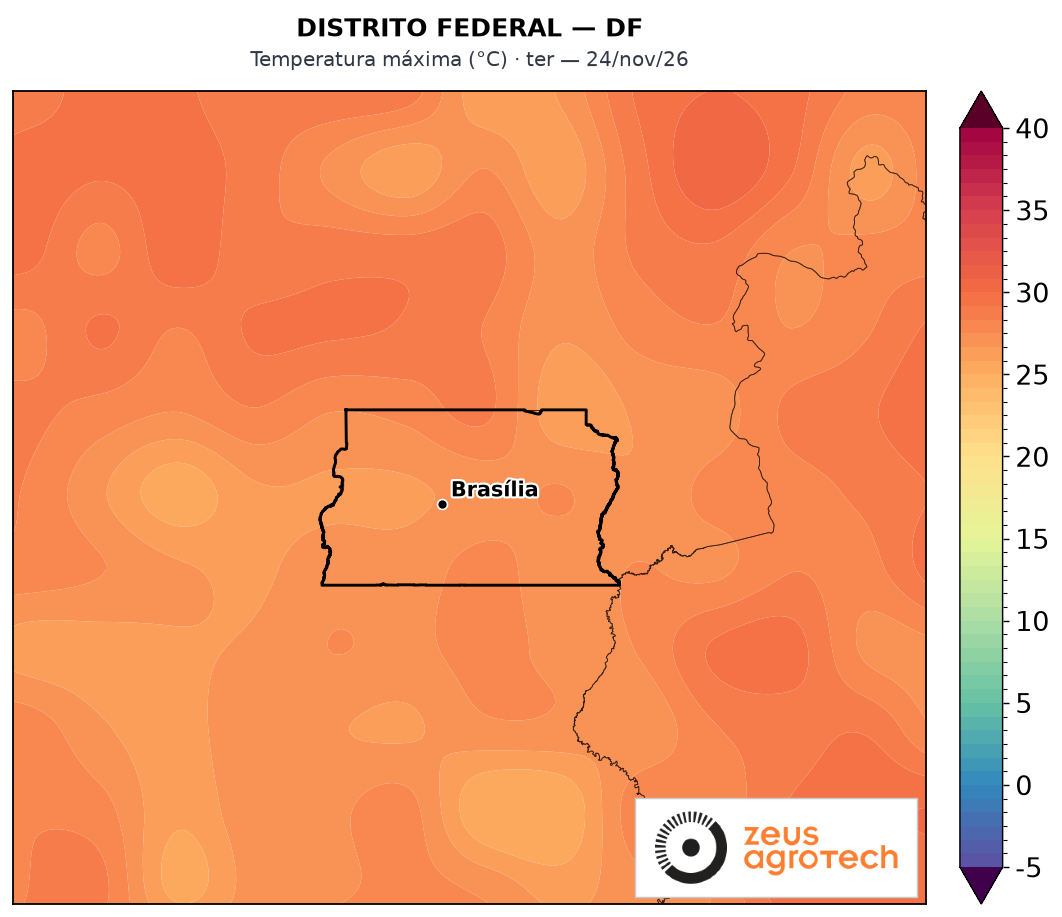 DISTRITO FEDERAL — DF
Temperatura máxima (°C) · ter — 24/nov/26
40
35
30
25
20
15
10
5
0
-5
Brasília
zeus
agrotech